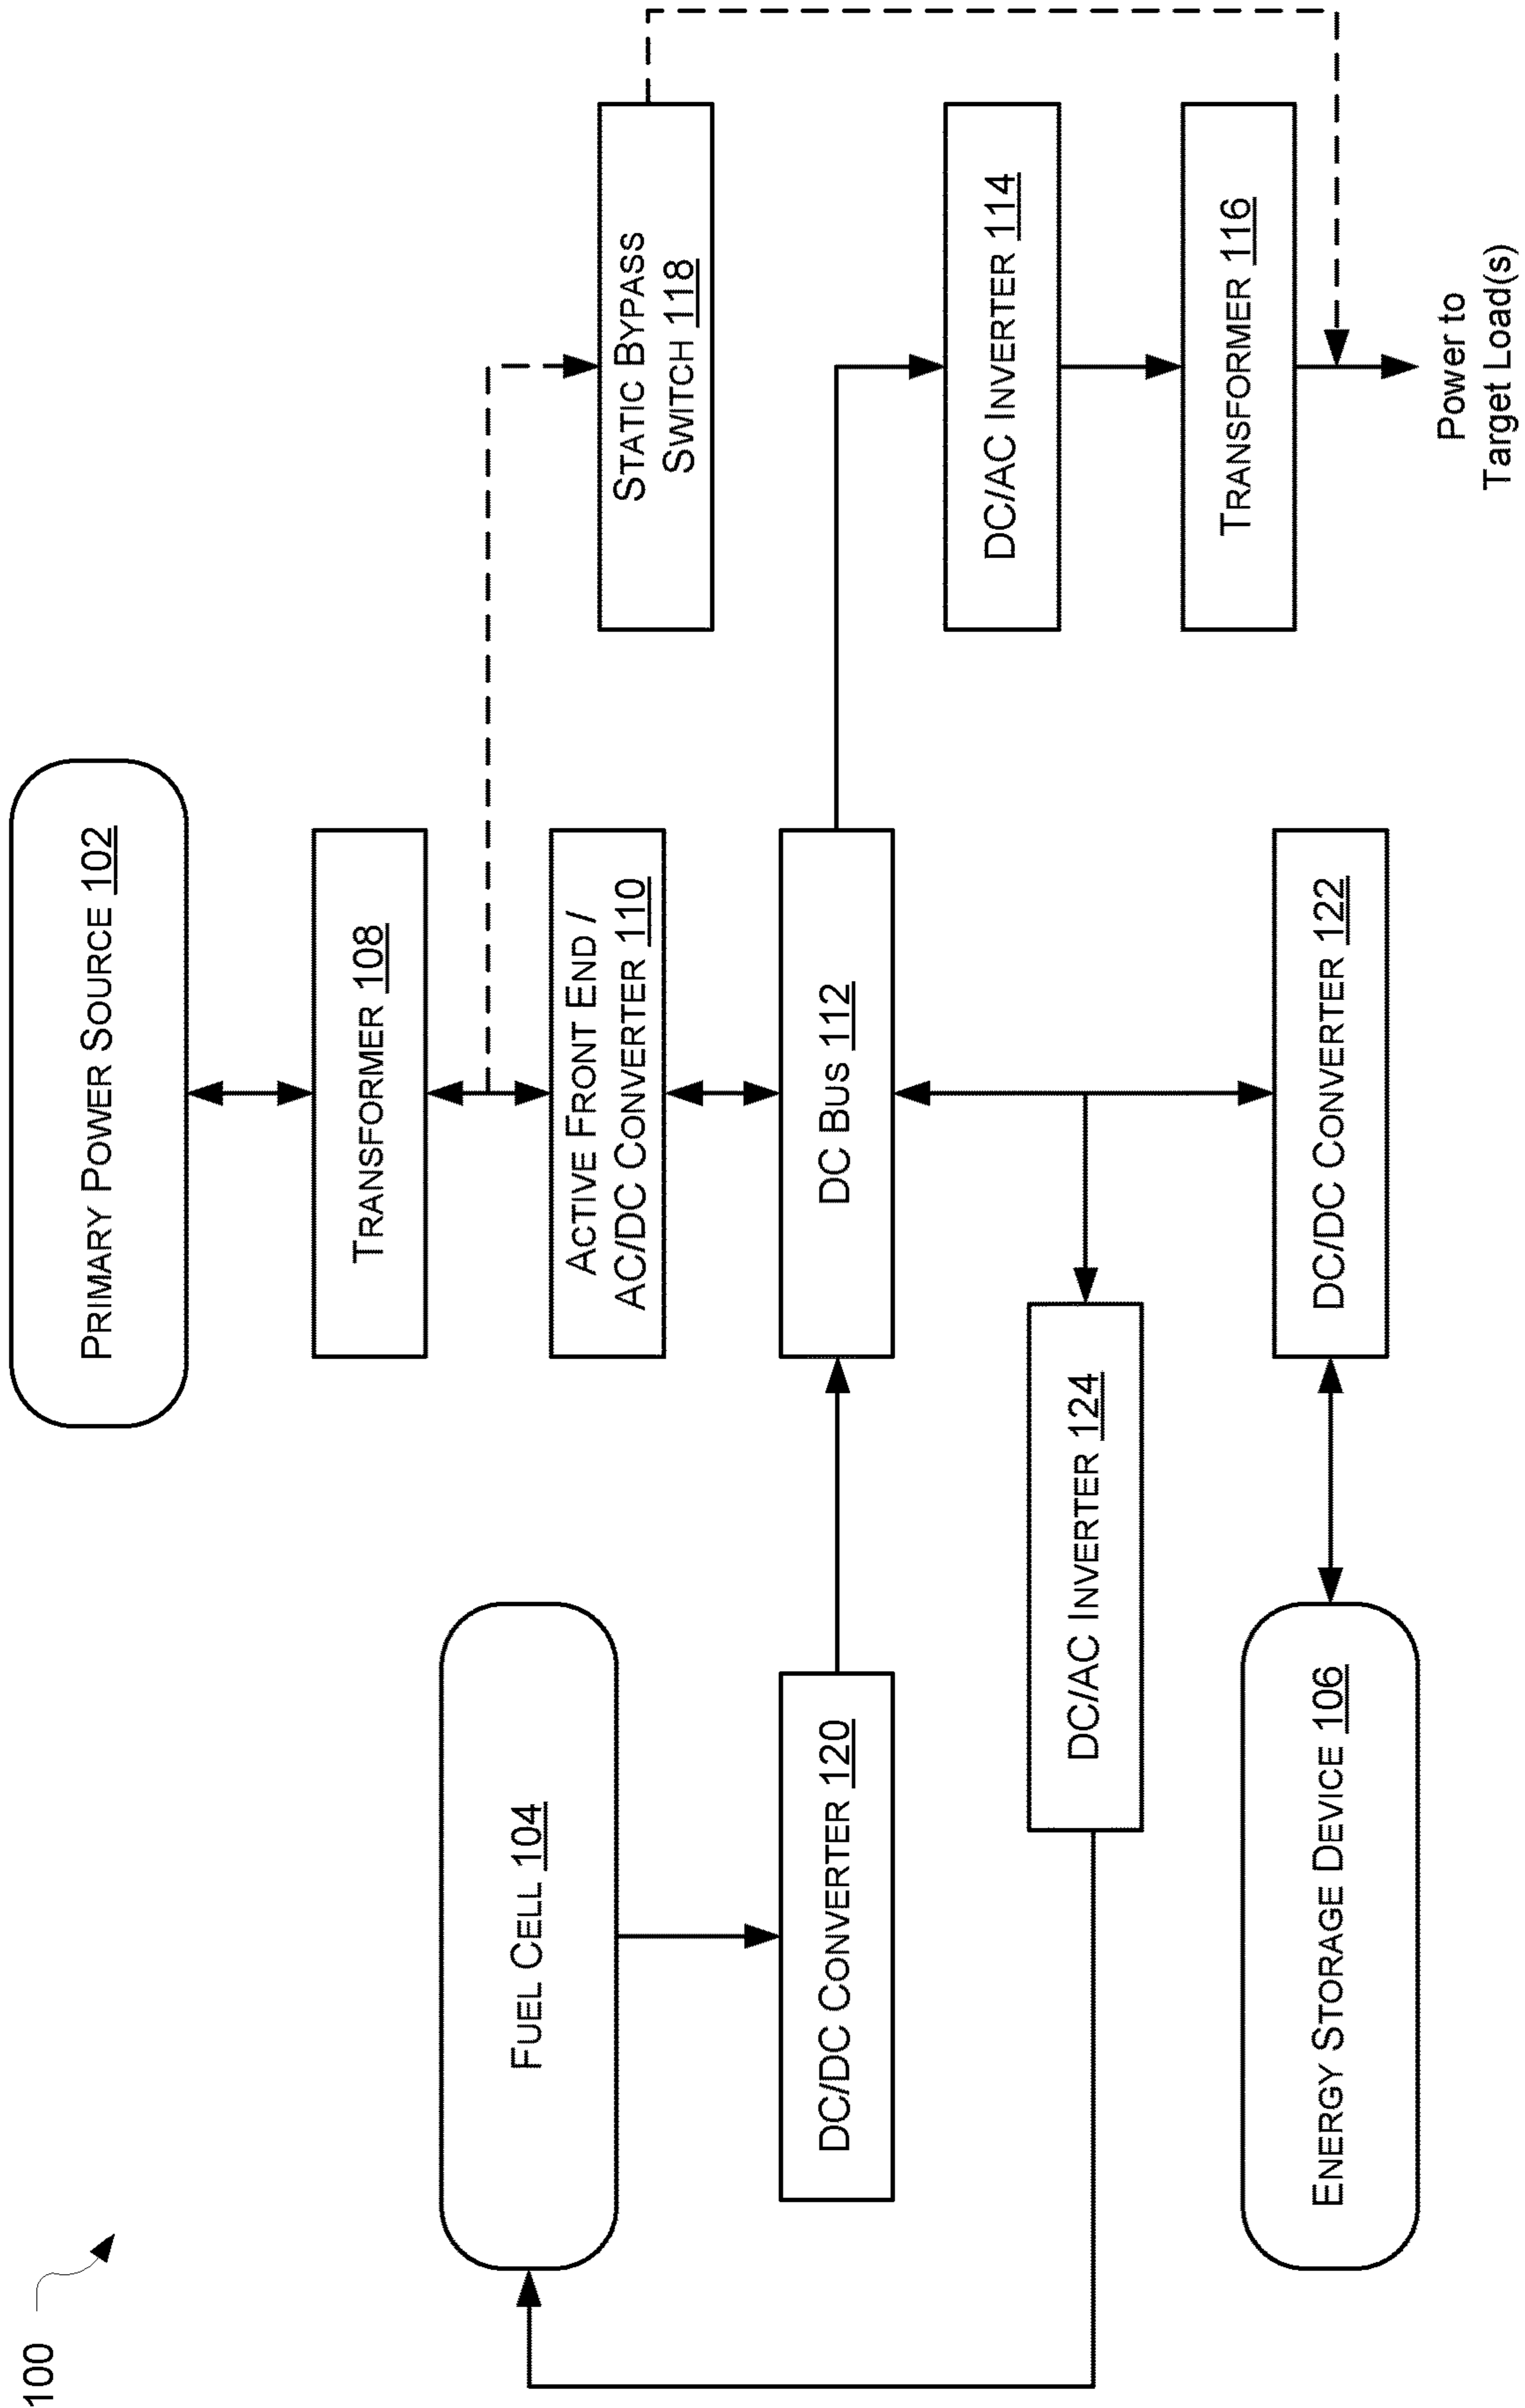 100
PRIMARY POWER SOURCE 102
TRANSFORMER 108
FUEL CELL 104
ACTIVE FRONT END /
AC/DC CONVERTER 110
STATIC BYPASS
SWITCH 118
DC/DC CONVERTER 120
DC BUS 112
DC/AC INVERTER 114
DC/AC INVERTER 124
TRANSFORMER 116
ENERGY STORAGE DEVICE 106
DC/DC CONVERTER 122
Power to
Target Load(s)